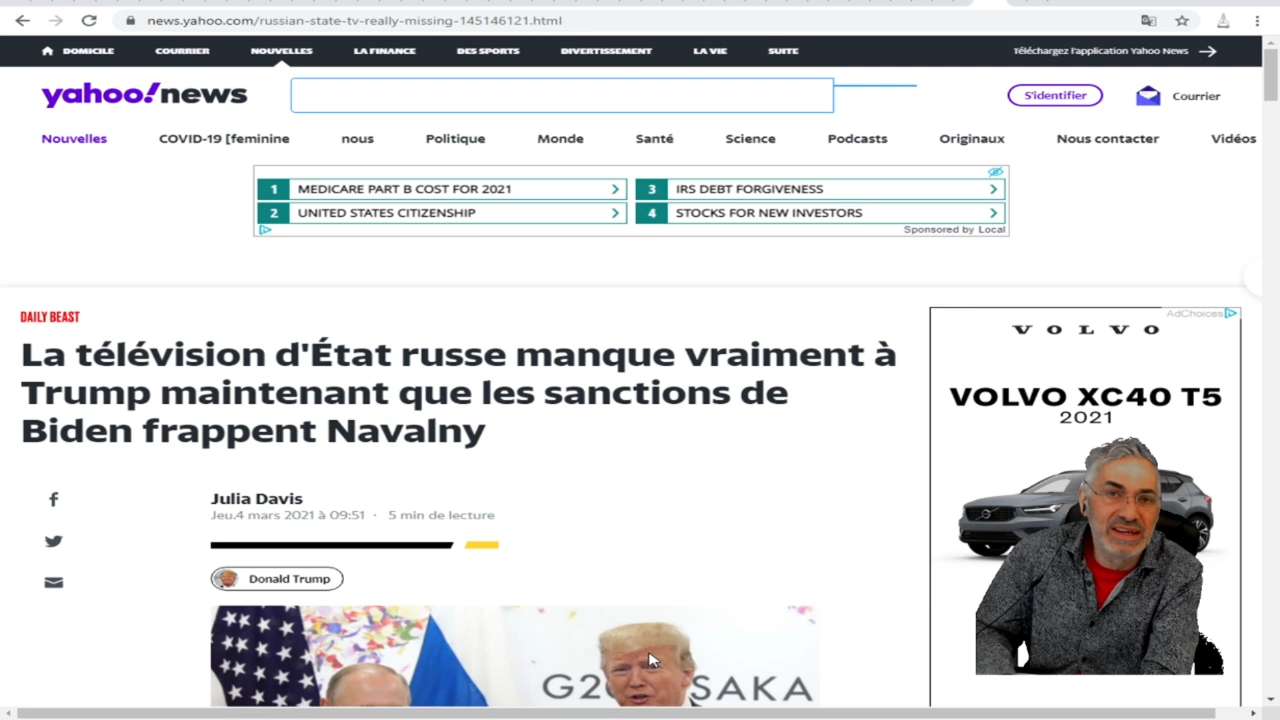 news.yahoo.com/russian-state-tv-really-missing-145146121.html
DOMICILE COURRIER NOUVELLES LA FINANCE DES SPORTS DIVERTISSEMENT LA VIE SUITE Téléchargez l'application Yahoo News
yahoo!news S'identifier Courrier
Nouvelles COVID-19 [feminine nous Politique Monde Santé Science Podcasts Originaux Nous contacter Vidéos
1 MEDICARE PART B COST FOR 2021 3 IRS DEBT FORGIVENESS
2 UNITED STATES CITIZENSHIP 4 STOCKS FOR NEW INVESTORS
Sponsored by Local
DAILY BEAST
La télévision d'État russe manque vraiment à
Trump maintenant que les sanctions de
Biden frappent Navalny
Julia Davis
Jeu.4 mars 2021 à 09:51 · 5 min de lecture
Donald Trump
G20 OSAKA
AdChoices
VOLVO
VOLVO XC40 T5
2021